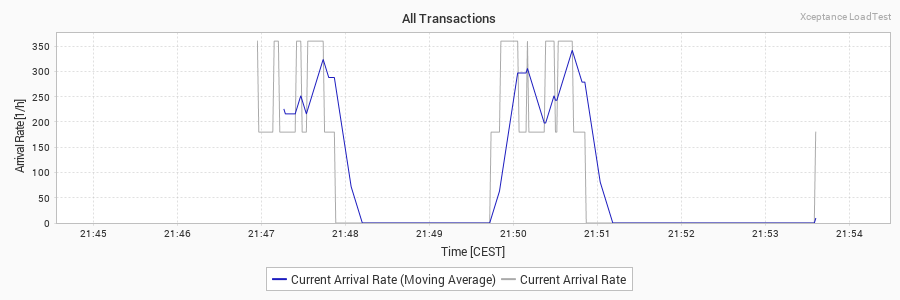 All Transactions
Xceptance LoadTest
Arrival Rate [1/h]
350
300
250
200
150
100
50
0
21:45 21:46 21:47 21:48 21:49 21:50 21:51 21:52 21:53 21:54
Time [CEST]
Current Arrival Rate (Moving Average) Current Arrival Rate